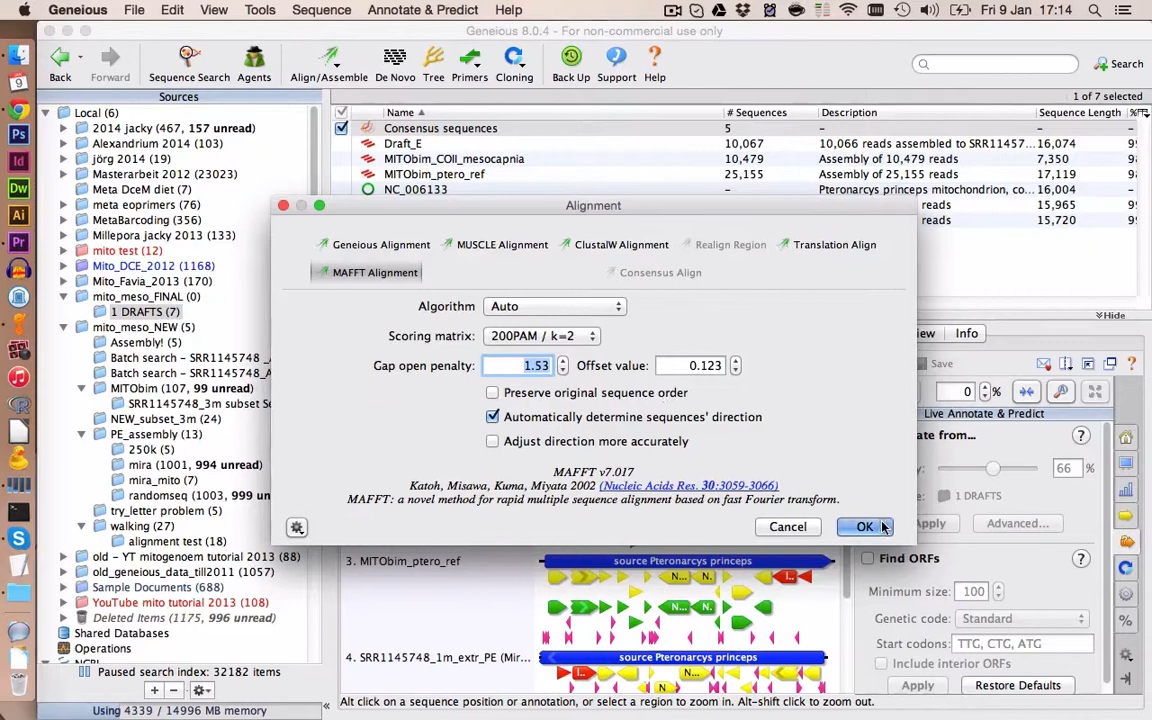 Geneious File Edit View Tools Sequence Annotate & Predict Help Fri 9 Jan 17:14
Geneious 8.0.4 - For non-commercial use only
Back Forward Sequence Search Agents Align/Assemble De Novo Tree Primers Cloning Back Up Support Help Search
Sources
1 of 7 selected
Name # Sequences Description Sequence Length %
Consensus sequences 5 – –
Draft_E 10,067 10,066 reads assembled to SRR11457... 16,074
MITObim_COII_mesocapnia 10,479 Assembly of 10,479 reads 7,350
MITObim_ptero_ref 25,155 Assembly of 25,155 reads 17,119
NC_006133 – Pteronarcys princeps mitochondrion, co... 16,004
reads 15,965
reads 15,720
Local (6)
2014 jacky (467, 157 unread)
Alexandrium 2014 (103)
jörg 2014 (19)
Masterarbeit 2012 (23023)
Meta DceM diet (7)
meta eoporismes (76)
MetaBarcoding (356)
Millepora jacky 2013 (137)
mito test (12)
Mito_DCE_2012 (1168)
Mito_Favia_2013 (170)
mito_meso_FINAL (0)
1 DRAFTS (7)
mito_meso_NEW (5)
Assembly! (5)
Batch search - SRR1145748 ...
Batch search - SRR1145748 ...
MITObim (107, 99 unread)
SRR1145748_3m subset Se
NEW_subset_3m (24)
PE_assembly (13)
250k (5)
mira (1001, 994 unread)
mira_mito (7)
randomseq (1003, 999 unre
try_letter problem (5)
walking (27)
alignment test (18)
old - YT mitogenoem tutorial 2013 (88)
old_geneious_data_till2011 (1057)
Sample Documents (688)
YouTube mito tutorial 2013 (108)
Deleted Items (1175, 996 unread)
Shared Databases
Operations
NCBI
Paused search index: 32182 items
Using 4339 / 14996 MB memory
Alignment
Geneious Alignment MUSCLE Alignment ClustalW Alignment Realign Region Translation Align
MAFFT Alignment Consensus Align
Algorithm Auto
Scoring matrix: 200PAM / k=2
Gap open penalty: 1.53 Offset value: 0.123
Preserve original sequence order
Automatically determine sequences' direction
Adjust direction more accurately
MAFFT v7.017
Katoh, Misawa, Kuma, Miyata 2002 (Nucleic Acids Res. 30:3059-3066)
MAFFT: a novel method for rapid multiple sequence alignment based on fast Fourier transform.
Cancel OK
Hide
iew Info
Save
0 %
Live Annotate & Predict
ate from... ?
y: 66 %
e: 1 DRAFTS
Apply Advanced...
Find ORFs ?
Minimum size: 100
Genetic code: Standard
Start codons: TTG, CTG, ATG
Include interior ORFs
Apply Restore Defaults
3. MITObim_ptero_ref source Pteronarcys princeps
N... N. I..
N... N.
4. SRR1145748_1m_extr_PE (Mir... source Pteronarcys princeps
I... N...
N
Alt click on a sequence position or annotation, or select a region to zoom in. Alt-shift click to zoom out.